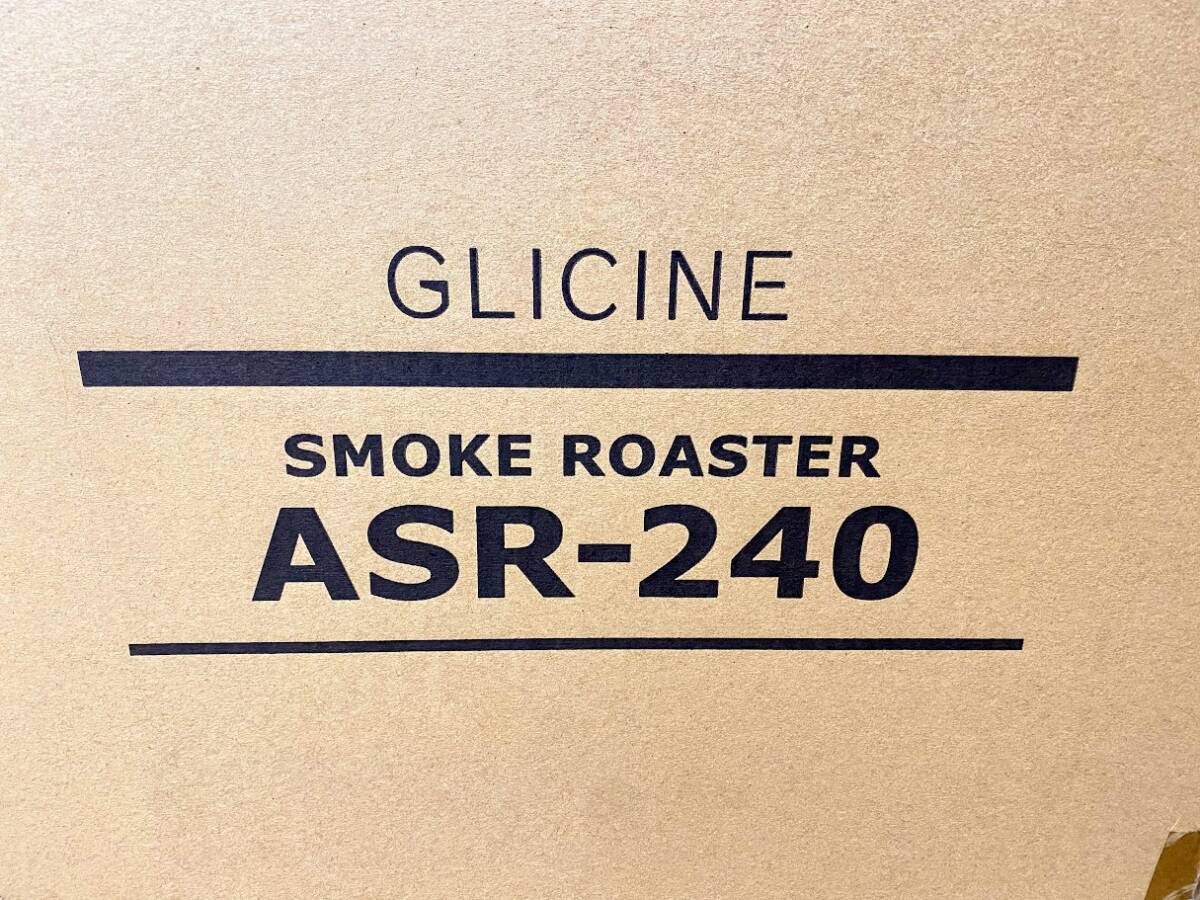 GLICINE
SMOKE ROASTER
ASR-240